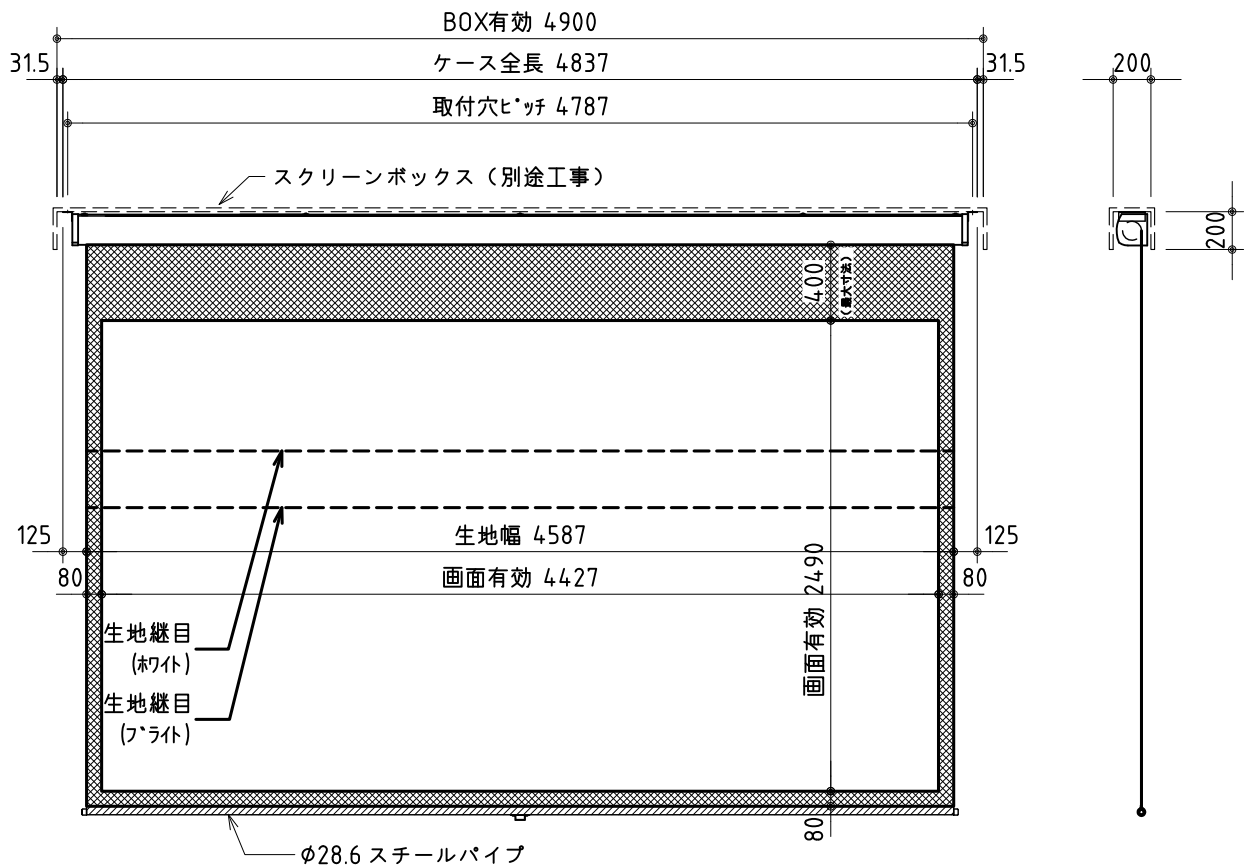 BOX有効 4900
31.5
ケース全長 4837
31.5
200
取付穴ピッチ 4787
スクリーンボックス（別途工事）
200
400
（最大寸法）
125
生地幅 4587
125
80
画面有効 4427
80
画面有効 2490
生地継目
(ホワイト)
生地継目
(ブライト)
80
Φ28.6 スチールパイプ